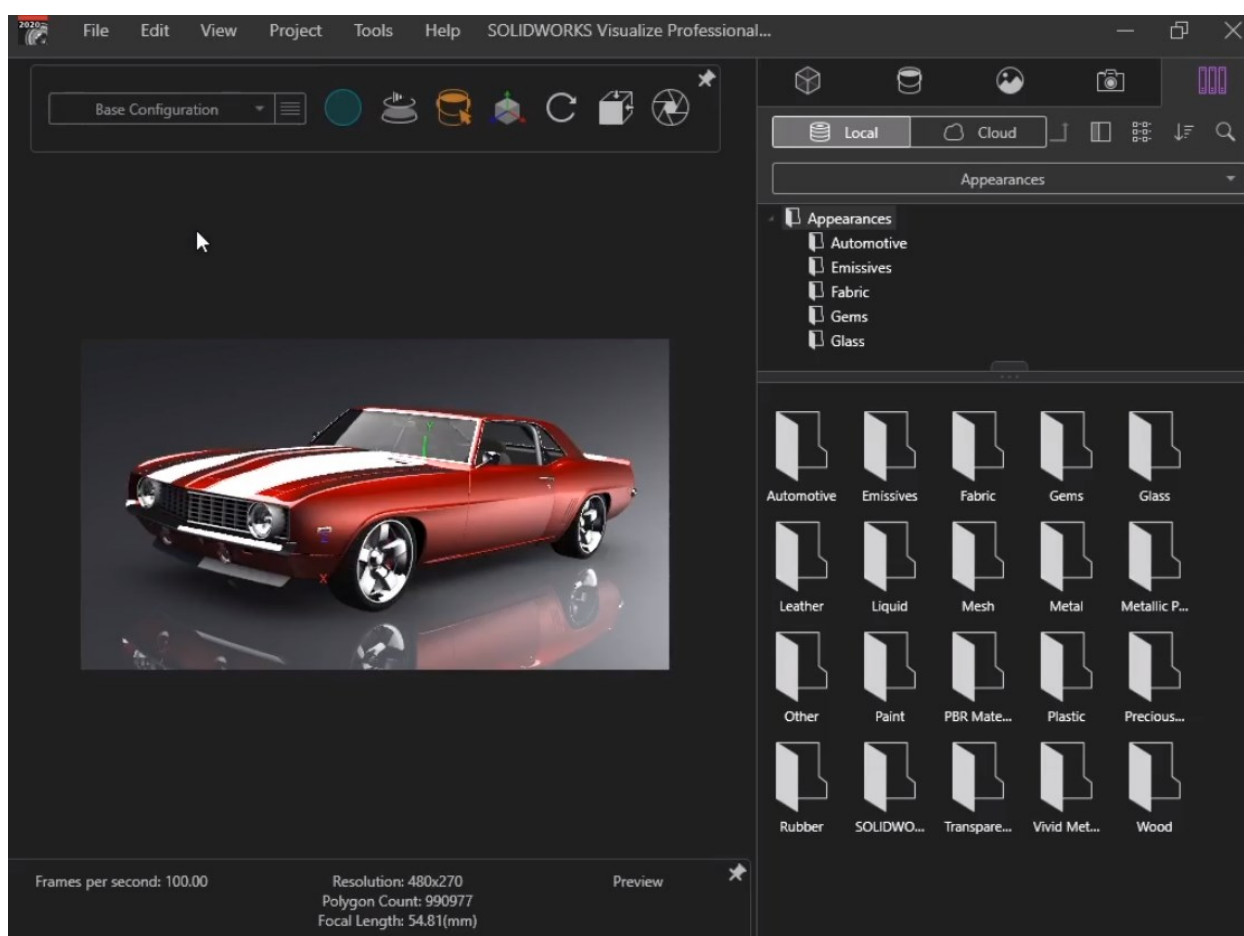 2020
File Edit View Project Tools Help SOLIDWORKS Visualize Professional...
Base Configuration
Local Cloud
Appearances
Appearances
Automotive
Emissives
Fabric
Gems
Glass
Y
Z
X
Automotive Emissives Fabric Gems Glass
Leather Liquid Mesh Metal Metallic P...
Other Paint PBR Mate... Plastic Precious...
Rubber SOLIDWO... Transpare... Vivid Met... Wood
Frames per second: 100.00 Resolution: 480x270 Preview
Polygon Count: 990977
Focal Length: 54.81(mm)